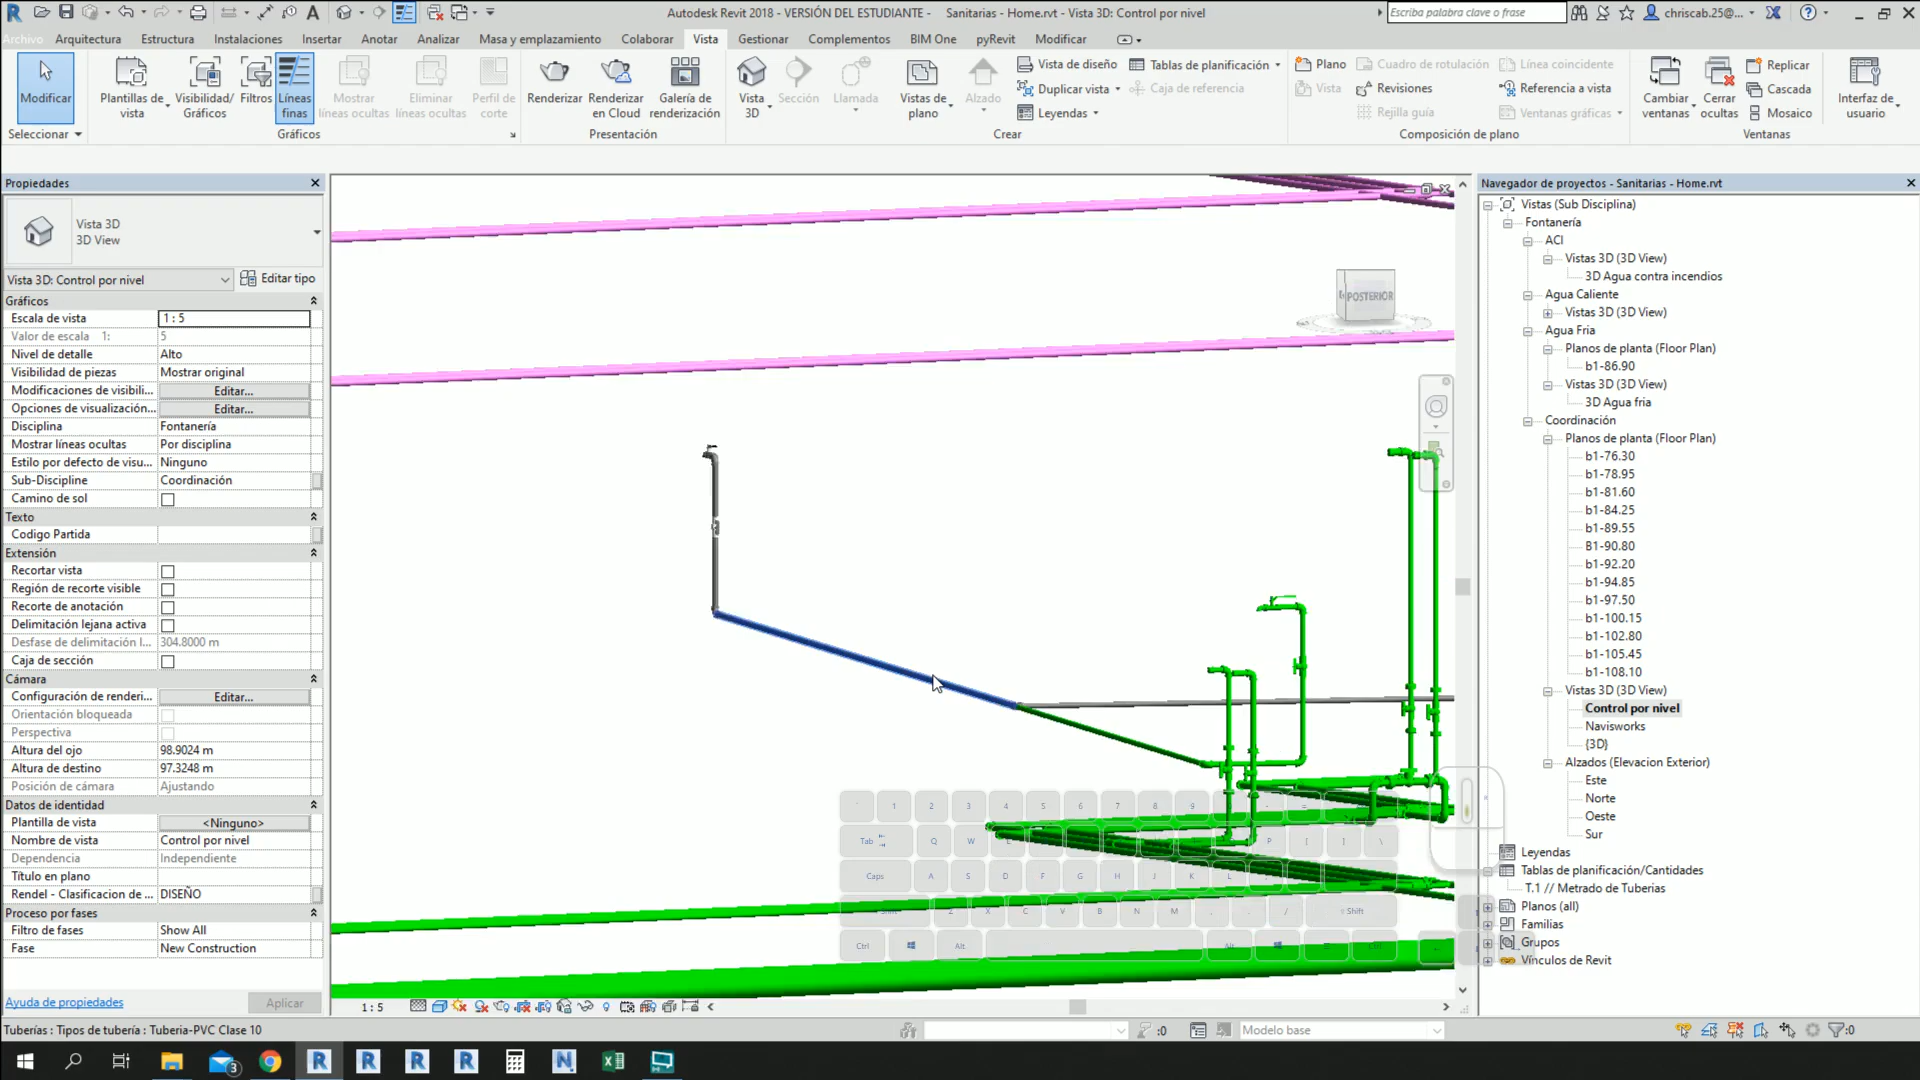 Autodesk Revit 2018 - VERSIÓN DEL ESTUDIANTE - Sanitarias - Home.rvt - Vista 3D: Control por nivel
Escriba palabra clave o frase
chriscab.25@...
Archivo Arquitectura Estructura Instalaciones Insertar Anotar Analizar Masa y emplazamiento Colaborar Vista Gestionar Complementos BIM One pyRevit Modificar
Modificar
Plantillas de vista
Visibilidad/ Gráficos
Filtros
Líneas finas
Mostrar líneas ocultas
Eliminar líneas ocultas
Perfil de corte
Renderizar
Renderizar en Cloud
Galería de renderización
Vista 3D
Sección
Llamada
Vistas de plano
Alzado
Vista de diseño
Duplicar vista
Leyendas
Tablas de planificación
Caja de referencia
Plano
Vista
Cuadro de rotulación
Revisiones
Rejilla guía
Línea coincidente
Referencia a vista
Ventanas gráficas
Cambiar ventanas
Cerrar ocultas
Replicar
Cascada
Mosaico
Interfaz de usuario
Seleccionar Gráficos Presentación Crear Composición de plano Ventanas
Propiedades
Vista 3D
3D View
Vista 3D: Control por nivel Editar tipo
Gráficos
Escala de vista 1 : 5
Valor de escala 1: 5
Nivel de detalle Alto
Visibilidad de piezas Mostrar original
Modificaciones de visibili... Editar...
Opciones de visualización... Editar...
Disciplina Fontanería
Mostrar líneas ocultas Por disciplina
Estilo por defecto de visu... Ninguno
Sub-Discipline Coordinación
Camino de sol
Texto
Codigo Partida
Extensión
Recortar vista
Región de recorte visible
Recorte de anotación
Delimitación lejana activa
Desfase de delimitación l... 304.8000 m
Caja de sección
Cámara
Configuración de renderi... Editar...
Orientación bloqueada
Perspectiva
Altura del ojo 98.9024 m
Altura de destino 97.3248 m
Posición de cámara Ajustando
Datos de identidad
Plantilla de vista <Ninguno>
Nombre de vista Control por nivel
Dependencia Independiente
Título en plano
Rendel - Clasificacion de ... DISEÑO
Proceso por fases
Filtro de fases Show All
Fase New Construction
Ayuda de propiedades Aplicar
POSTERIOR
1 2 3 4 5 6 7 8 9 - =
Tab Q W P [ ] \
Caps A S D F G H J K L
Z X C V B N M . / Shift
Ctrl Alt Alt
1 : 5
Navegador de proyectos - Sanitarias - Home.rvt
Vistas (Sub Disciplina)
Fontanería
ACI
Vistas 3D (3D View)
3D Agua contra incendios
Agua Caliente
Vistas 3D (3D View)
Agua Fria
Planos de planta (Floor Plan)
b1-86.90
Vistas 3D (3D View)
3D Agua fria
Coordinación
Planos de planta (Floor Plan)
b1-76.30
b1-78.95
b1-81.60
b1-84.25
b1-89.55
B1-90.80
b1-92.20
b1-94.85
b1-97.50
b1-100.15
b1-102.80
b1-105.45
b1-108.10
Vistas 3D (3D View)
Control por nivel
Navisworks
{3D}
Alzados (Elevacion Exterior)
Este
Norte
Oeste
Sur
Leyendas
Tablas de planificación/Cantidades
T.1 // Metrado de Tuberias
Planos (all)
Familias
Grupos
Vínculos de Revit
Tuberías : Tipos de tubería : Tuberia-PVC Clase 10
:0
Modelo base
:0
3